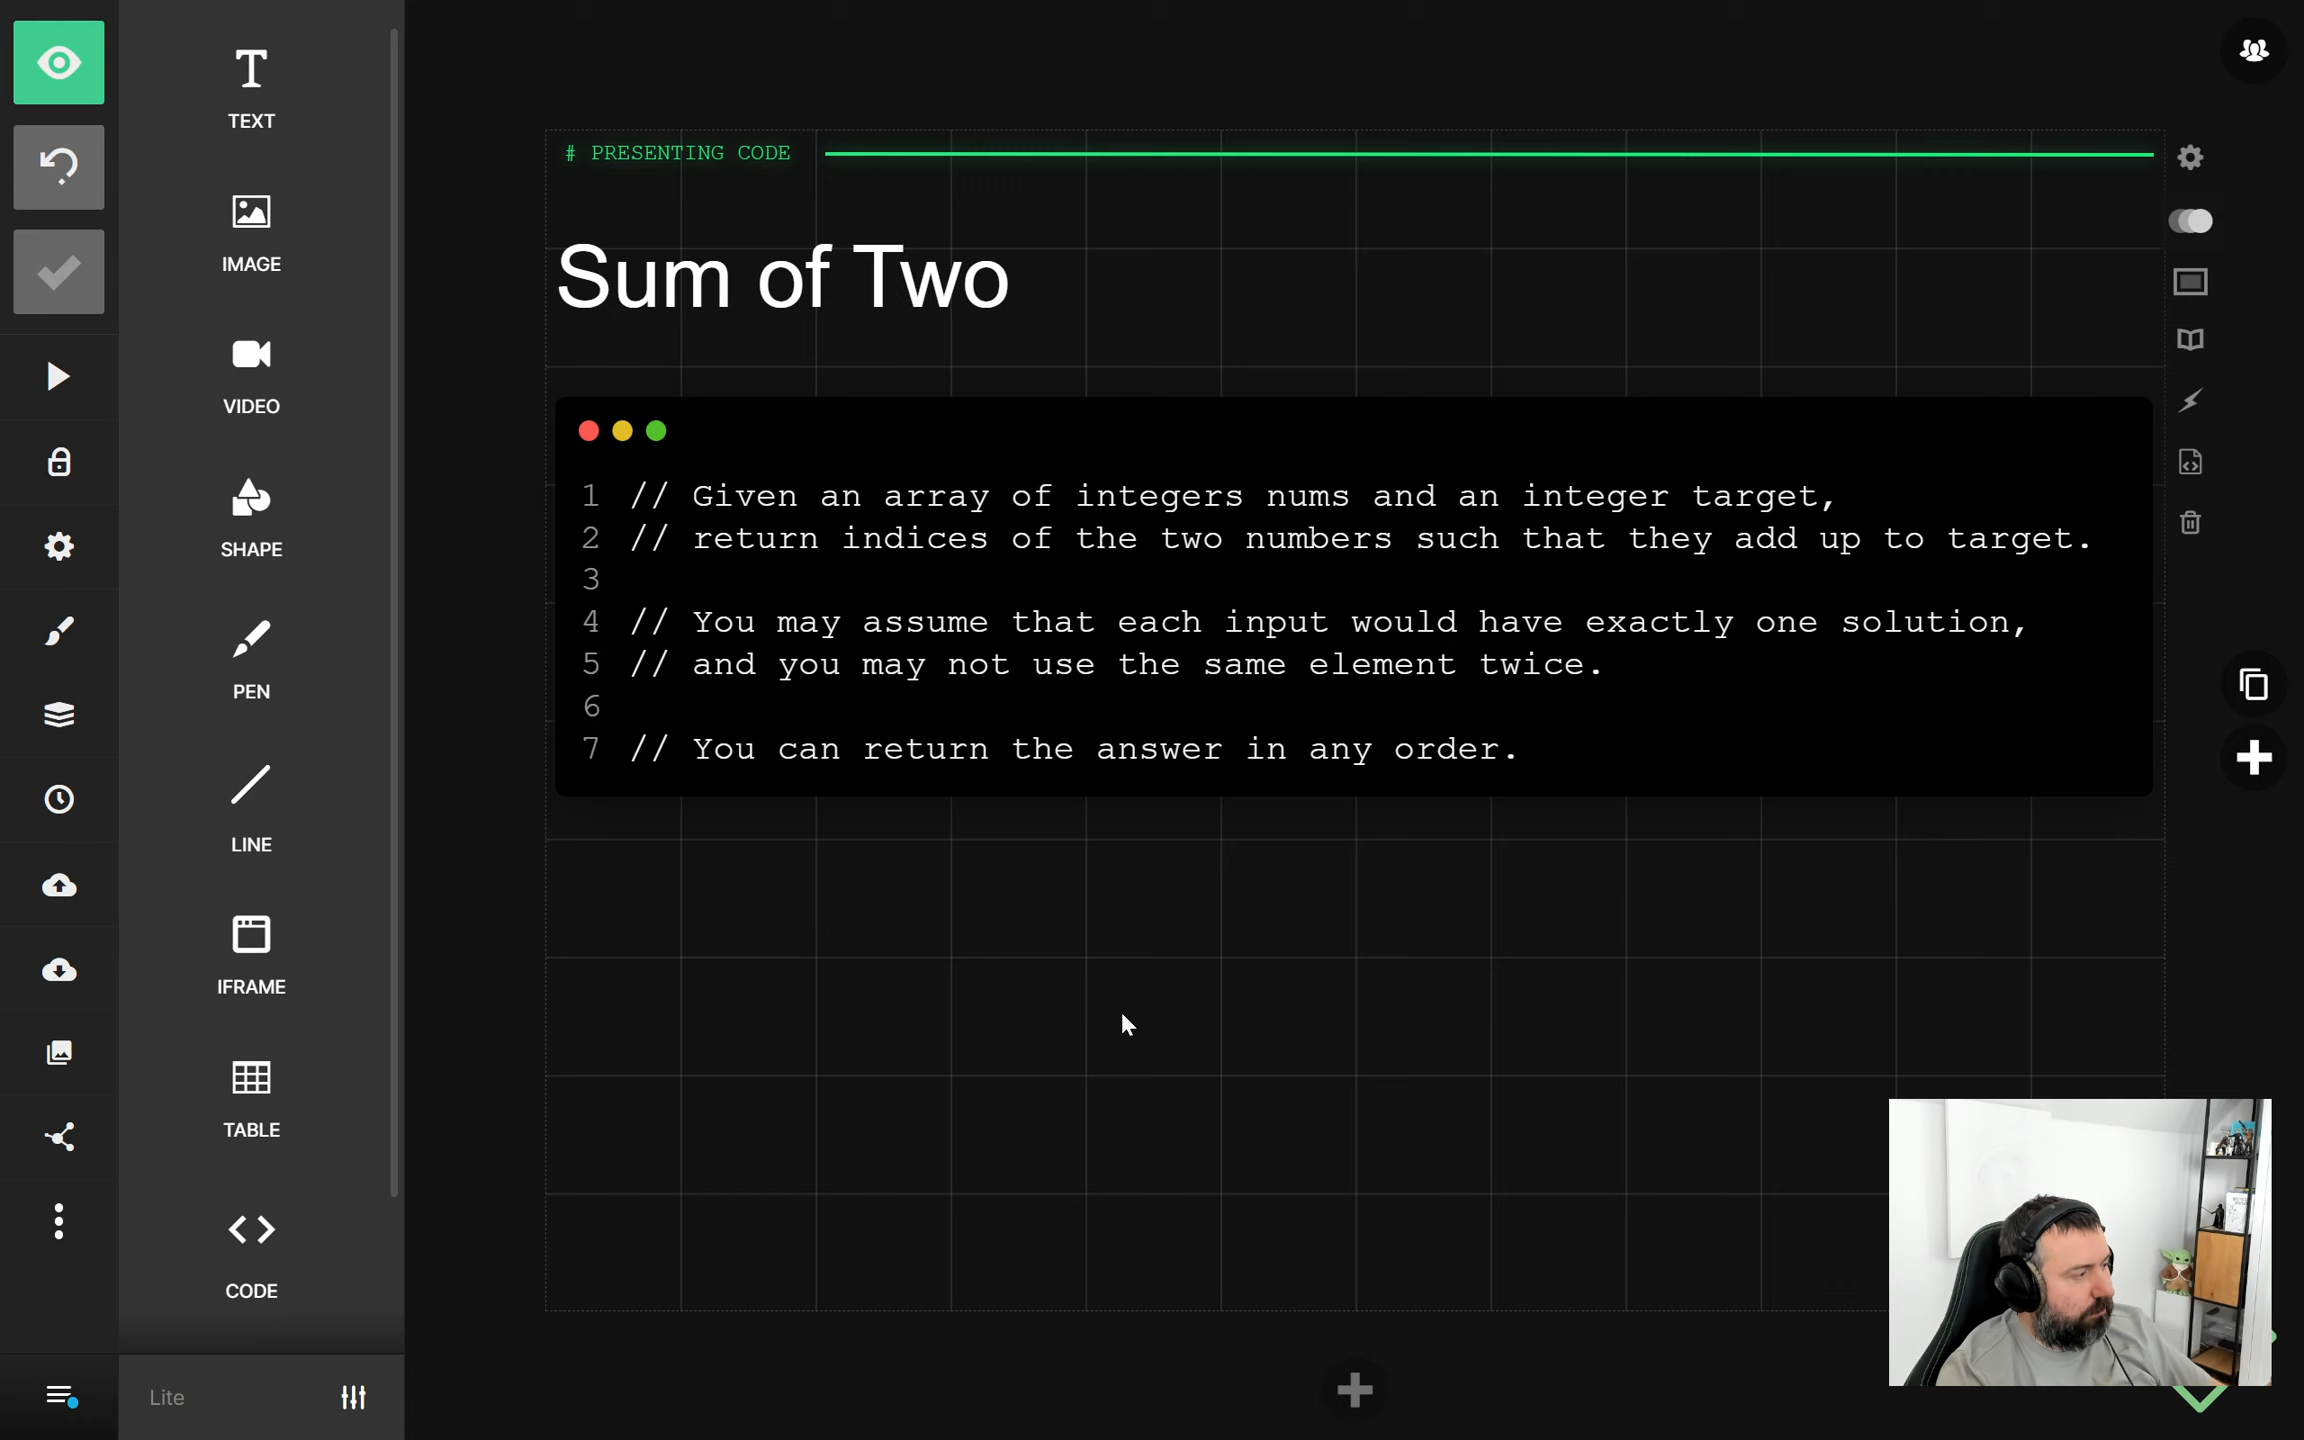 TEXT
IMAGE
VIDEO
SHAPE
PEN
LINE
IFRAME
TABLE
CODE
Lite
# PRESENTING CODE
Sum of Two
1 // Given an array of integers nums and an integer target,
2 // return indices of the two numbers such that they add up to target.
3
4 // You may assume that each input would have exactly one solution,
5 // and you may not use the same element twice.
6
7 // You can return the answer in any order.